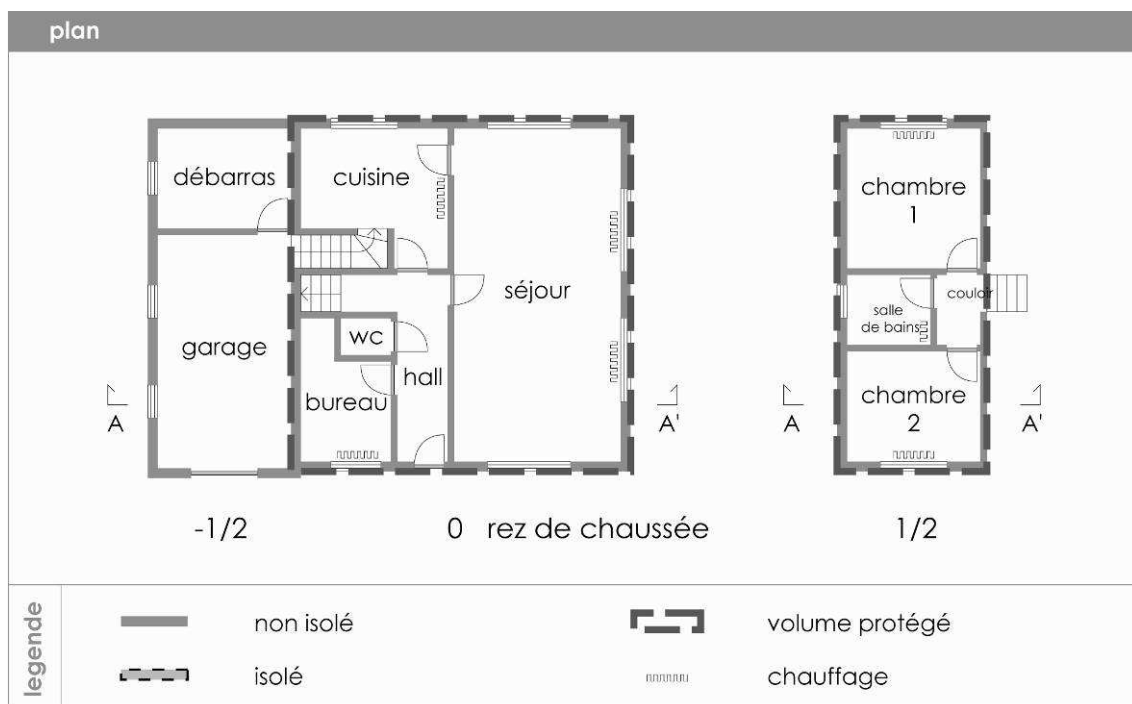 plan
débarras
cuisine
séjour
garage
wc
hall
bureau
chambre
1
salle
de bains
couloir
chambre
2
A
A'
A
A'
-1/2
0 rez de chaussée
1/2
legende
non isolé
volume protégé
isolé
chauffage